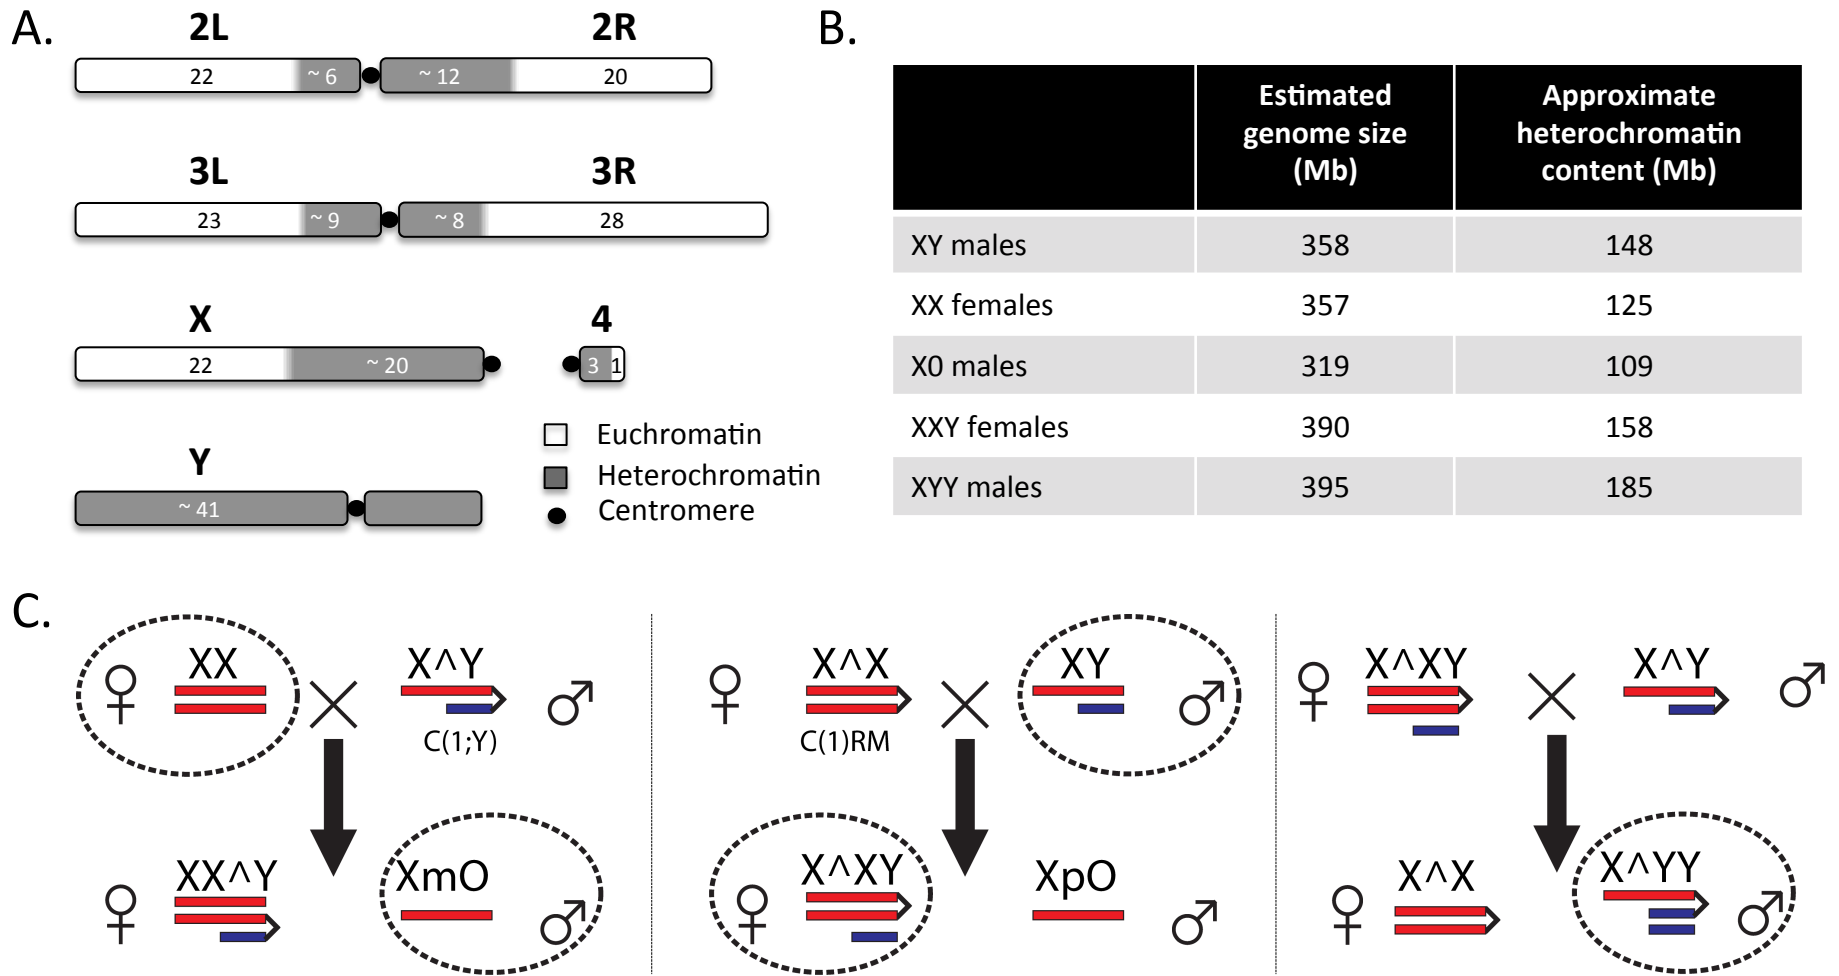 A.
2L 2R
22 ~ 6 ~ 12 20
3L 3R
23 ~ 9 ~ 8 28
X 4
22 ~ 20 3 1
Euchromatin
Y
Heterochromatin
~ 41
Centromere
B.
Estimated genome size (Mb) Approximate heterochromatin content (Mb)
XY males 358 148
XX females 357 125
X0 males 319 109
XXY females 390 158
XYY males 395 185
C.
♀ XX X^Y ♂
C(1;Y)
♀ XX^Y XmO ♂
♀ X^X XY ♂
C(1)RM
♀ X^XY XpO ♂
♀ X^XY X^Y ♂
♀ X^X X^YY ♂